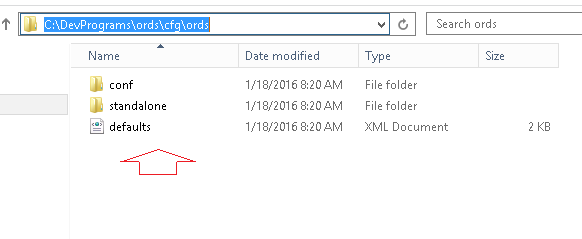 C:\DevPrograms\ords\cfg\ords Search ords
Name Date modified Type Size
conf 1/18/2016 8:20 AM File folder
standalone 1/18/2016 8:20 AM File folder
defaults 1/18/2016 8:20 AM XML Document 2 KB